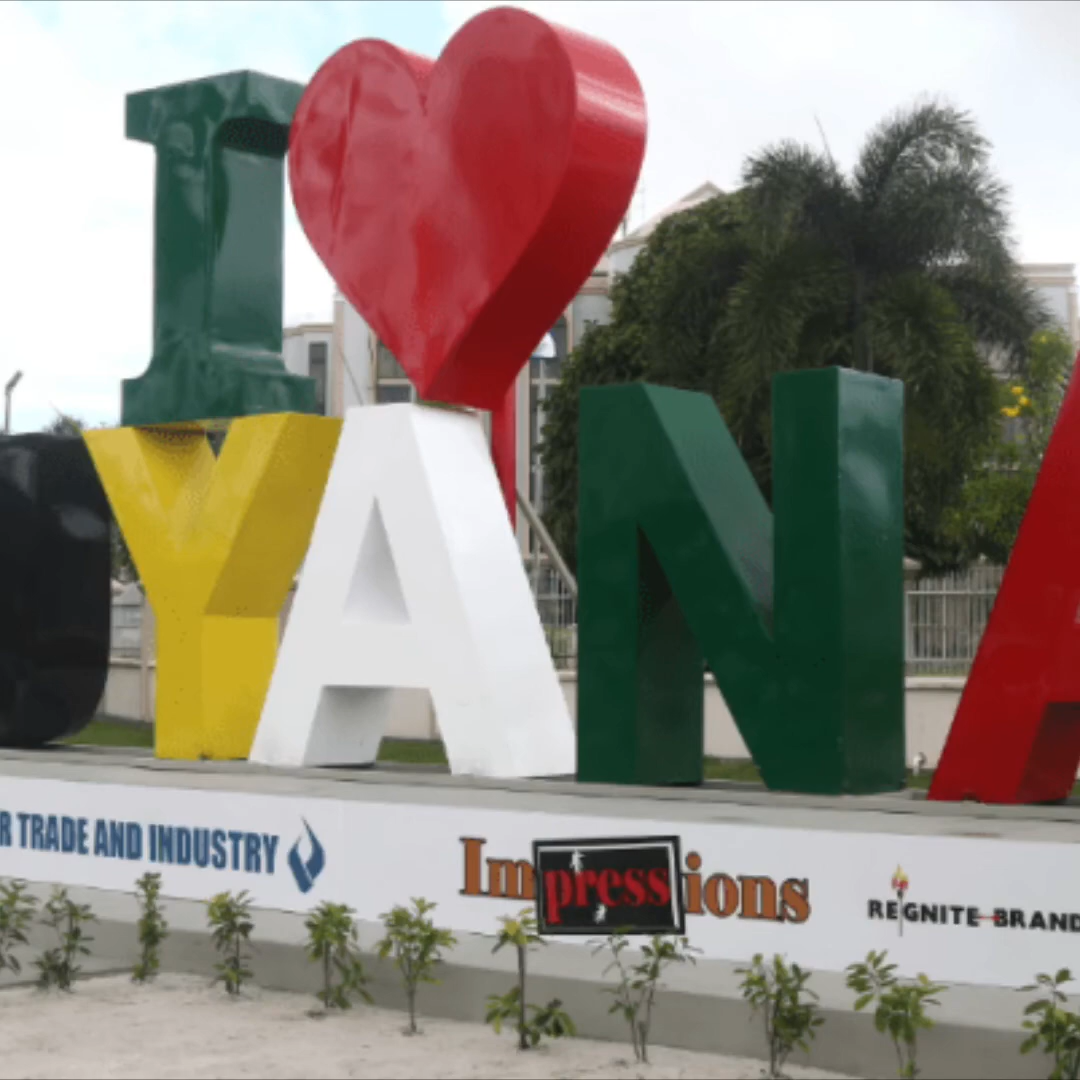 I
YANA
R TRADE AND INDUSTRY
Impressions
REGNITE BRAND